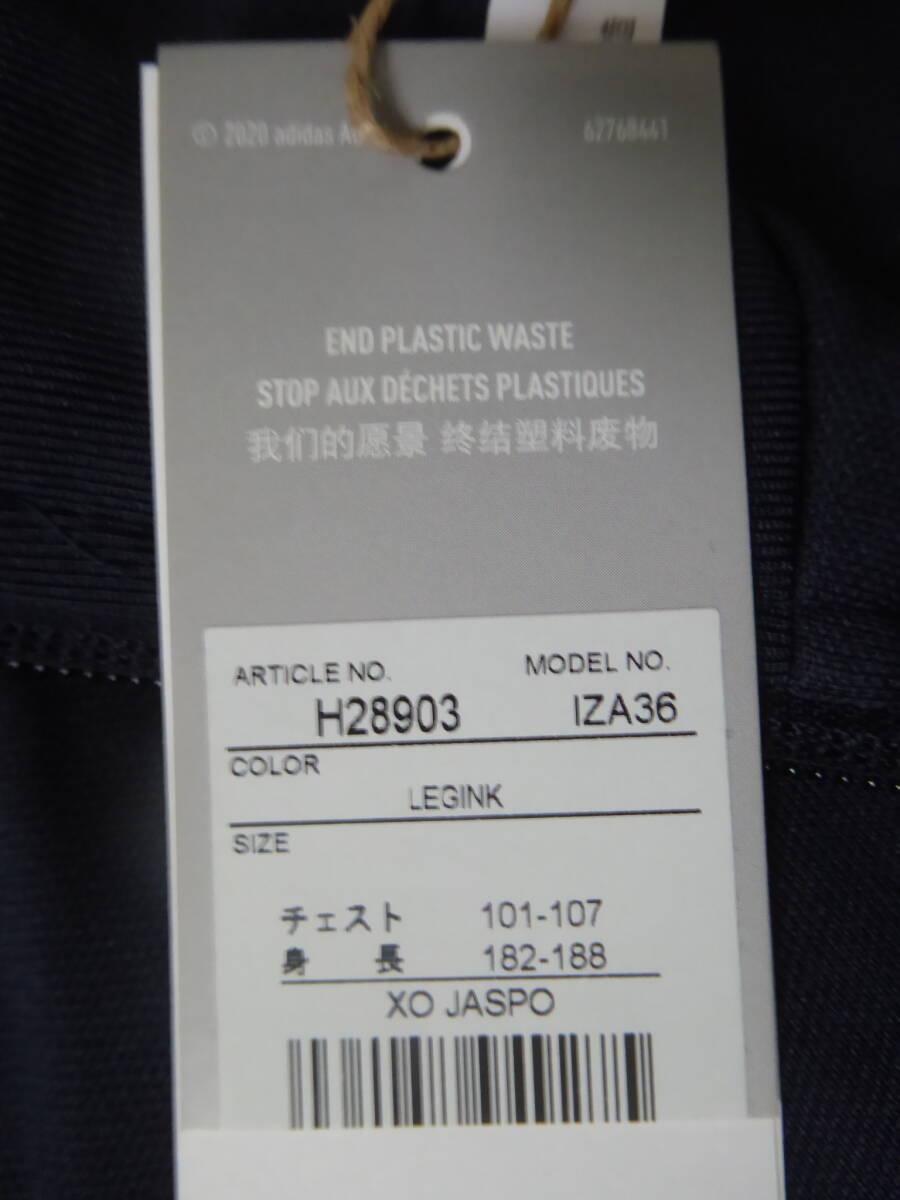 © 2020 adidas 62768441
END PLASTIC WASTE
STOP AUX DÉCHETS PLASTIQUES
我们的愿景 终结塑料废物
ARTICLE NO. MODEL NO.
H28903 IZA36
COLOR
LEGINK
SIZE
チェスト 101-107
身 長 182-188
XO JASPO